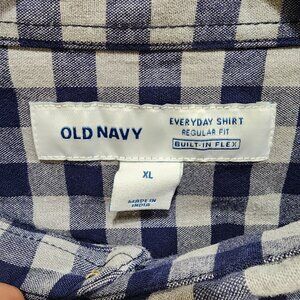 OLD NAVY
EVERYDAY SHIRT
REGULAR FIT
BUILT-IN FLEX
XL
MADE IN
INDIA